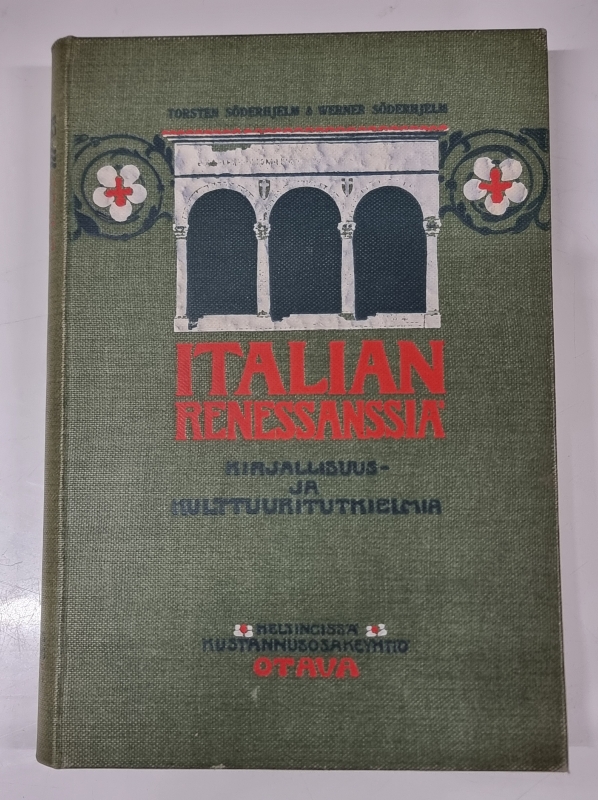 TORSTEN SÖDERHJELM & WERNER SÖDERHJELM
ITALIAN
RENESSANSSIA
KIRJALLISUUS-
JA
KULTTUURITUTKIELMIA
HELSINGISSÄ
KUSTANNUSOSAKEYHTIÖ
OTAVA